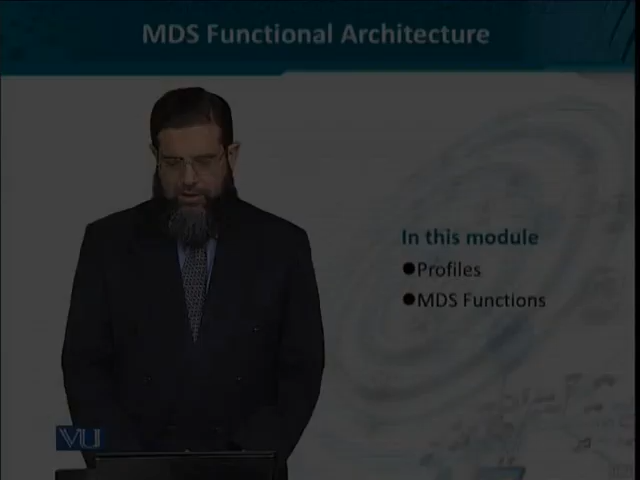 MDS Functional Architecture
In this module
●Profiles
●MDS Functions
VU